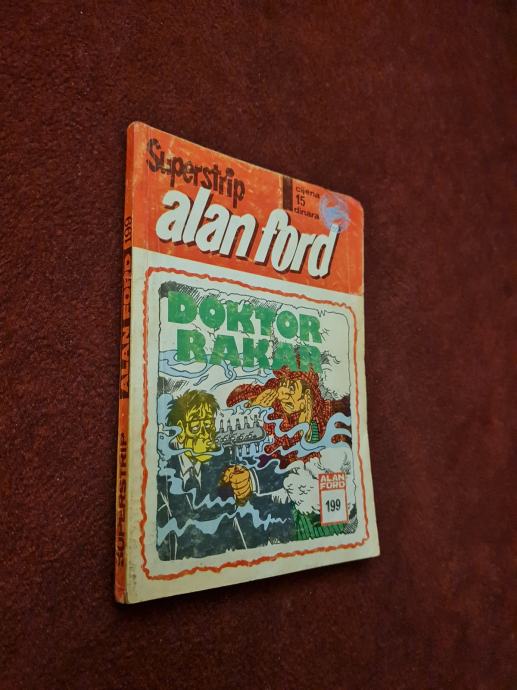 Superstrip
cijena
15
dinara
alan ford
DOKTOR
RAKAR
ALAN
FORD
199
SUPERSTRIP ALAN FORD 199